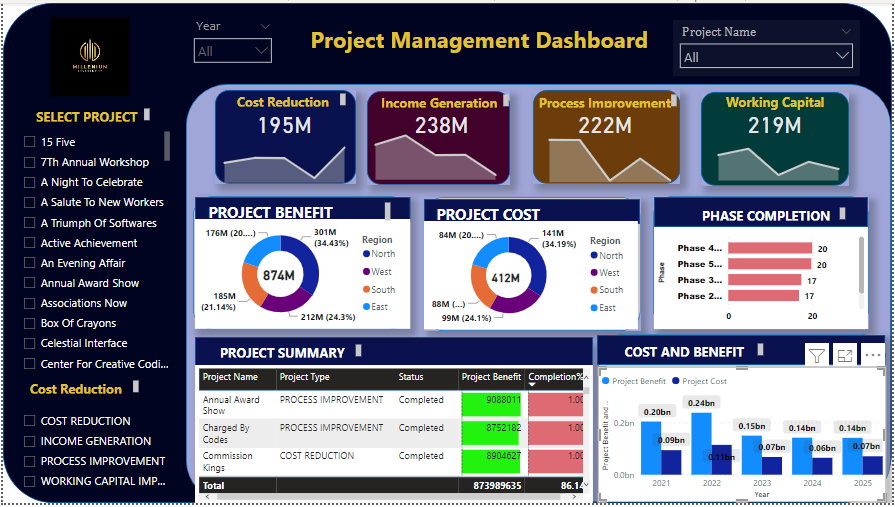 MILLENIUM
Year
All
Project Management Dashboard
Project Name
All
SELECT PROJECT
15 Five
7Th Annual Workshop
A Night To Celebrate
A Salute To New Workers
A Triumph Of Softwares
Active Achievement
An Evening Affair
Annual Award Show
Associations Now
Box Of Crayons
Celestial Interface
Center For Creative Codi...
Cost Reduction
COST REDUCTION
INCOME GENERATION
PROCESS IMPROVEMENT
WORKING CAPITAL IMP...
Cost Reduction
195M
Income Generation
238M
Process Improvement
222M
Working Capital
219M
PROJECT BENEFIT
176M (20....)
301M
(34.43%)
874M
185M
(21.14%)
212M (24.3%)
Region
North
West
South
East
PROJECT COST
84M (20....)
141M
(34.19%)
412M
88M (...)
99M (24.1%)
Region
North
West
South
East
PHASE COMPLETION
Phase
Phase 4... 20
Phase 5... 20
Phase 3... 17
Phase 2... 17
0 20
PROJECT SUMMARY
Project Name Project Type Status Project Benefit Completion%
Annual Award Show PROCESS IMPROVEMENT Completed 9088011 1.00
Charged By Codes PROCESS IMPROVEMENT Completed 8752182 1.00
Commission Kings COST REDUCTION Completed 8904627 1.00
Total 873989635 86.14
COST AND BENEFIT
Project Benefit Project Cost
Project Benefit and ...
0.2bn
0.0bn
0.20bn 0.24bn 0.15bn 0.14bn 0.14bn
0.09bn 0.11bn 0.07bn 0.06bn 0.07bn
2021 2022 2023 2024 2025
Year